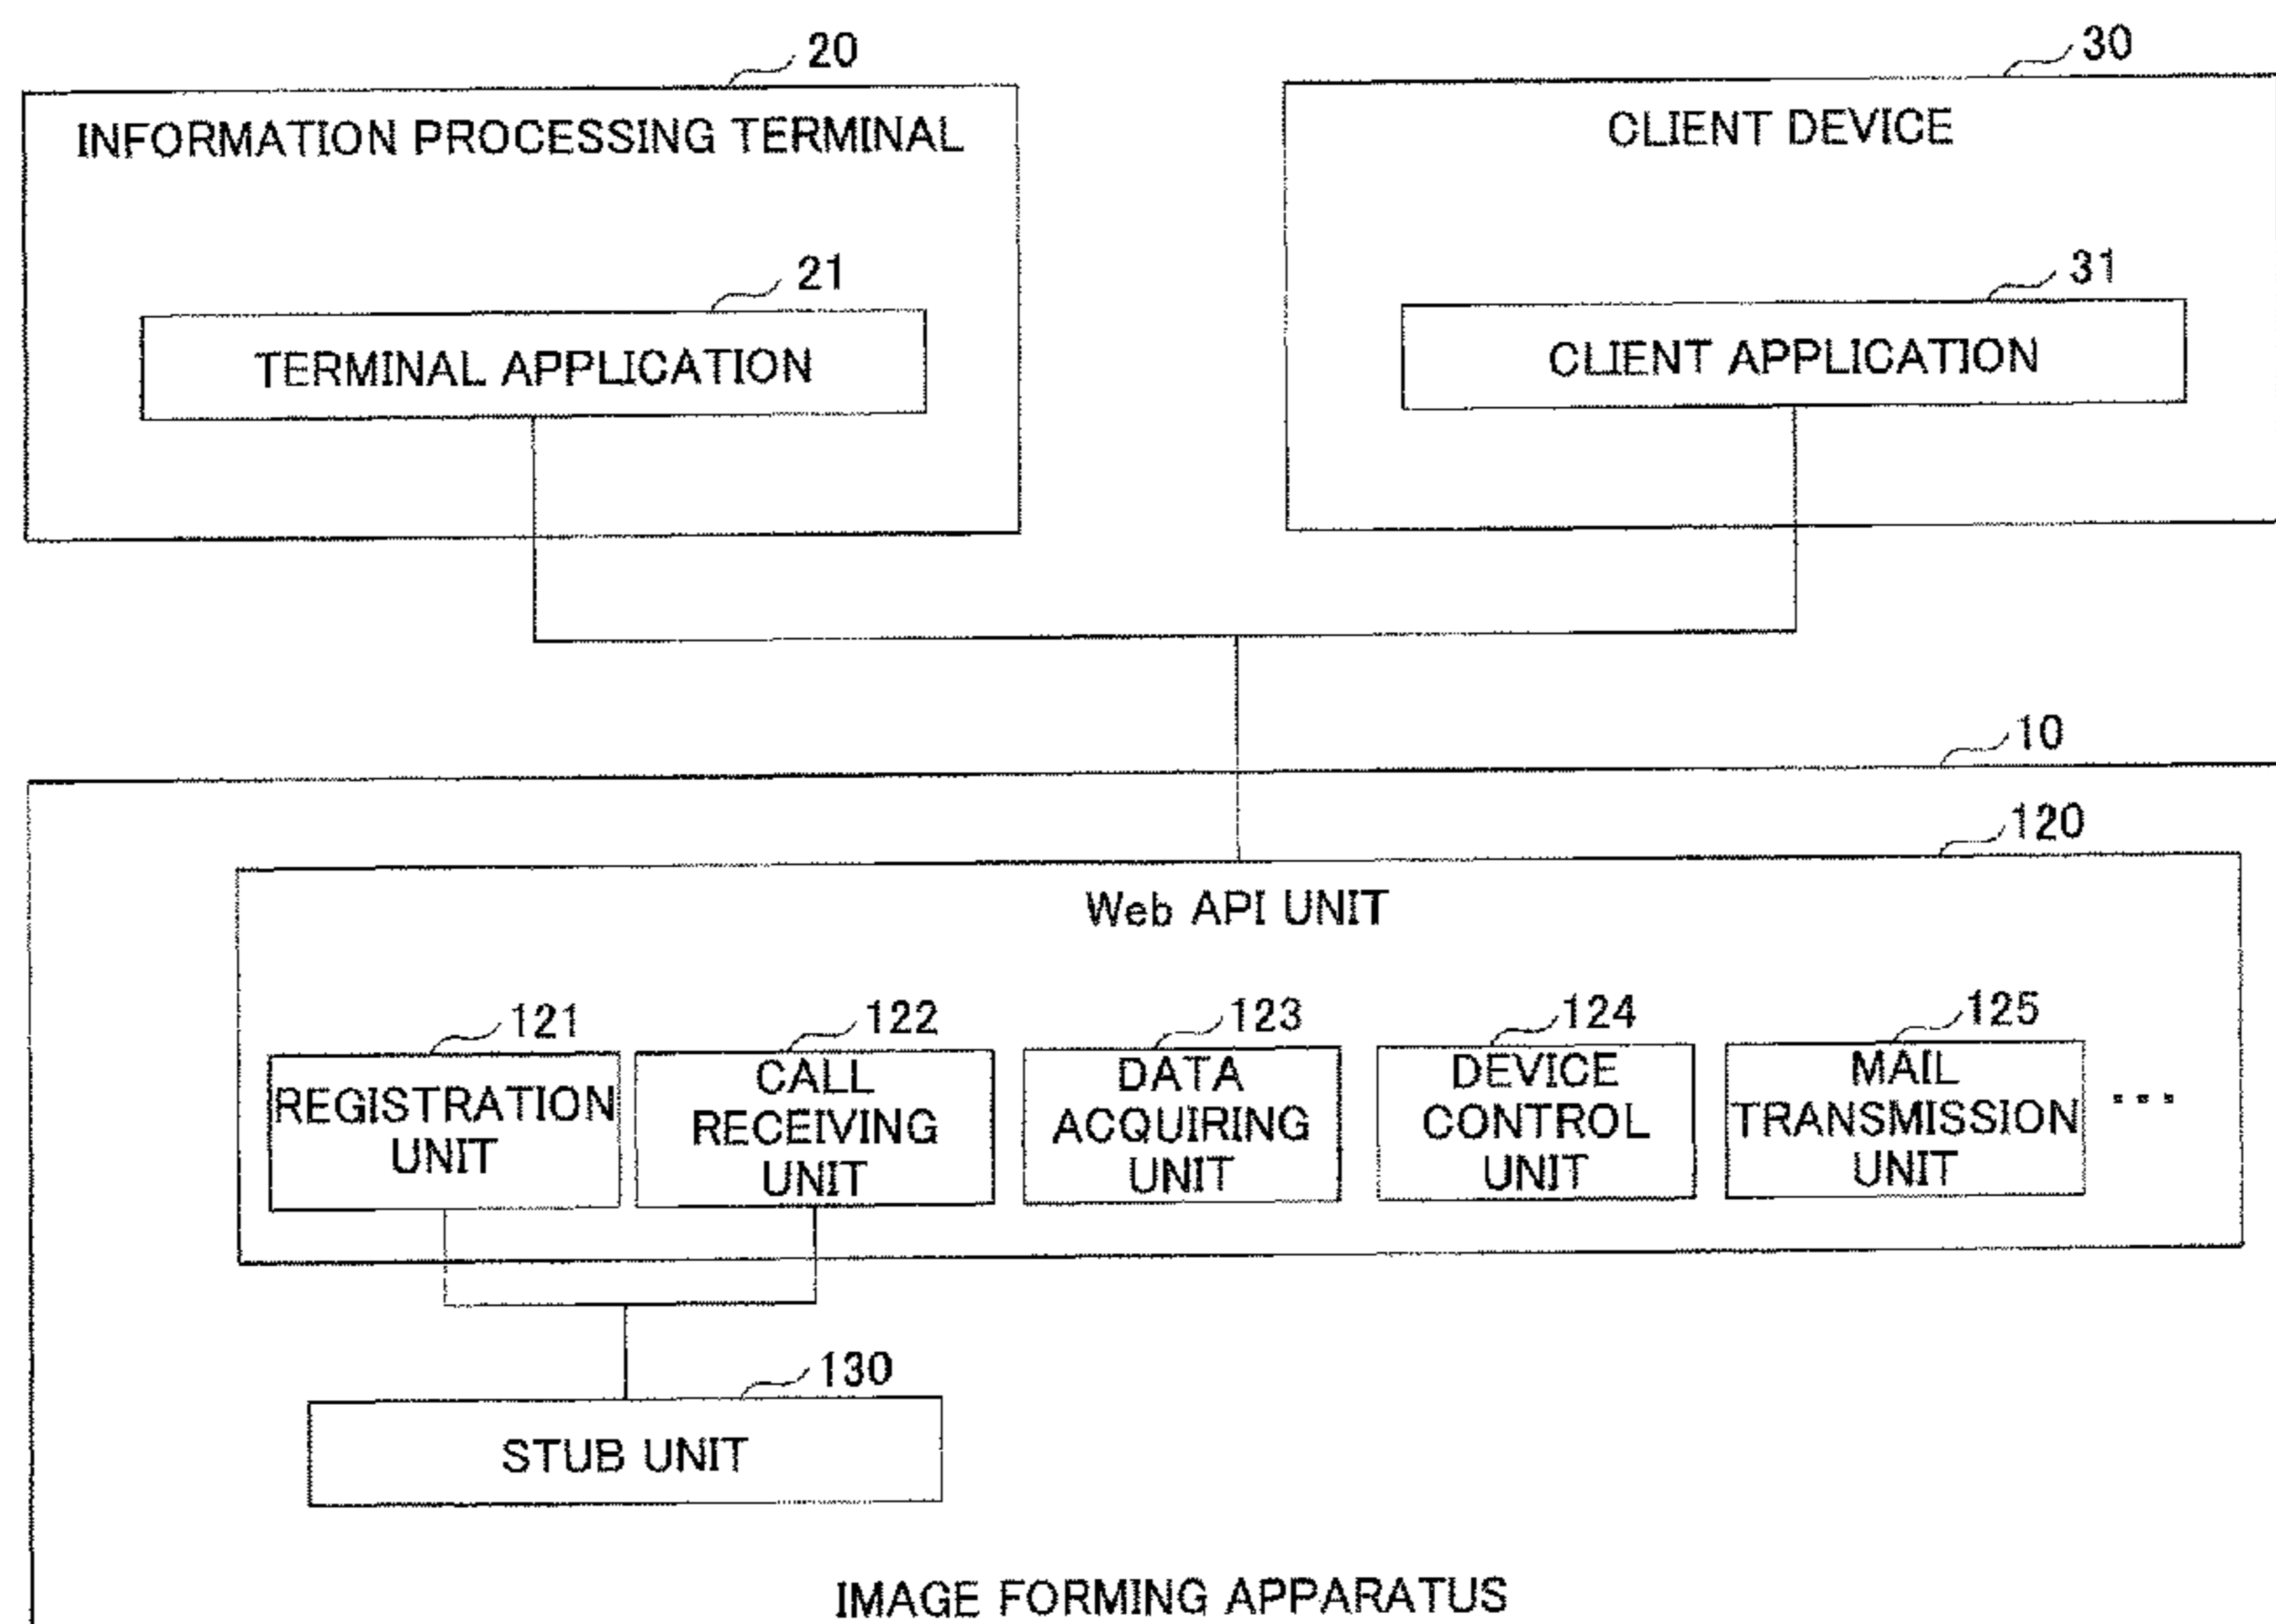 20
30
INFORMATION PROCESSING TERMINAL
CLIENT DEVICE
21
31
TERMINAL APPLICATION
CLIENT APPLICATION
10
120
Web API UNIT
121
122
123
124
125
REGISTRATION
UNIT
CALL
RECEIVING
UNIT
DATA
ACQUIRING
UNIT
DEVICE
CONTROL
UNIT
MAIL
TRANSMISSION
UNIT
...
130
STUB UNIT
IMAGE FORMING APPARATUS